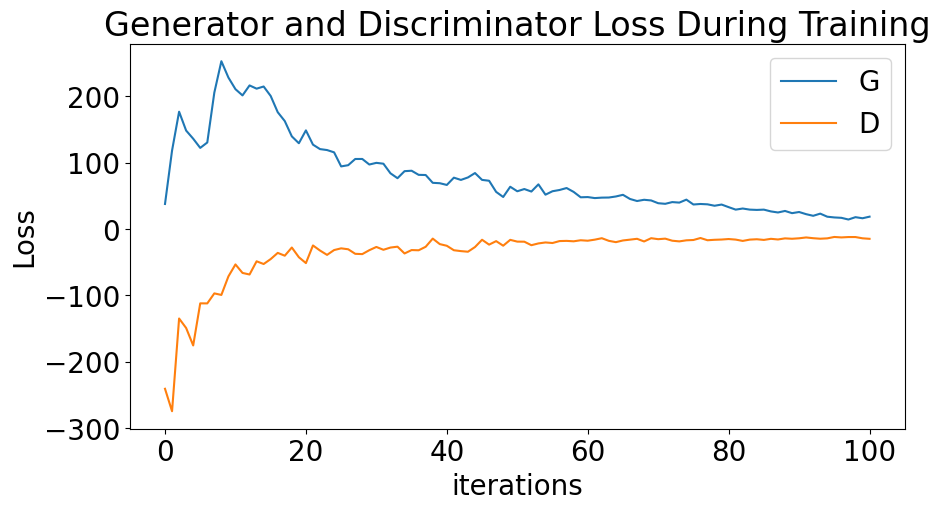 Generator and Discriminator Loss During Training
G
D
200
100
0
−100
−200
−300
Loss
0 20 40 60 80 100
iterations